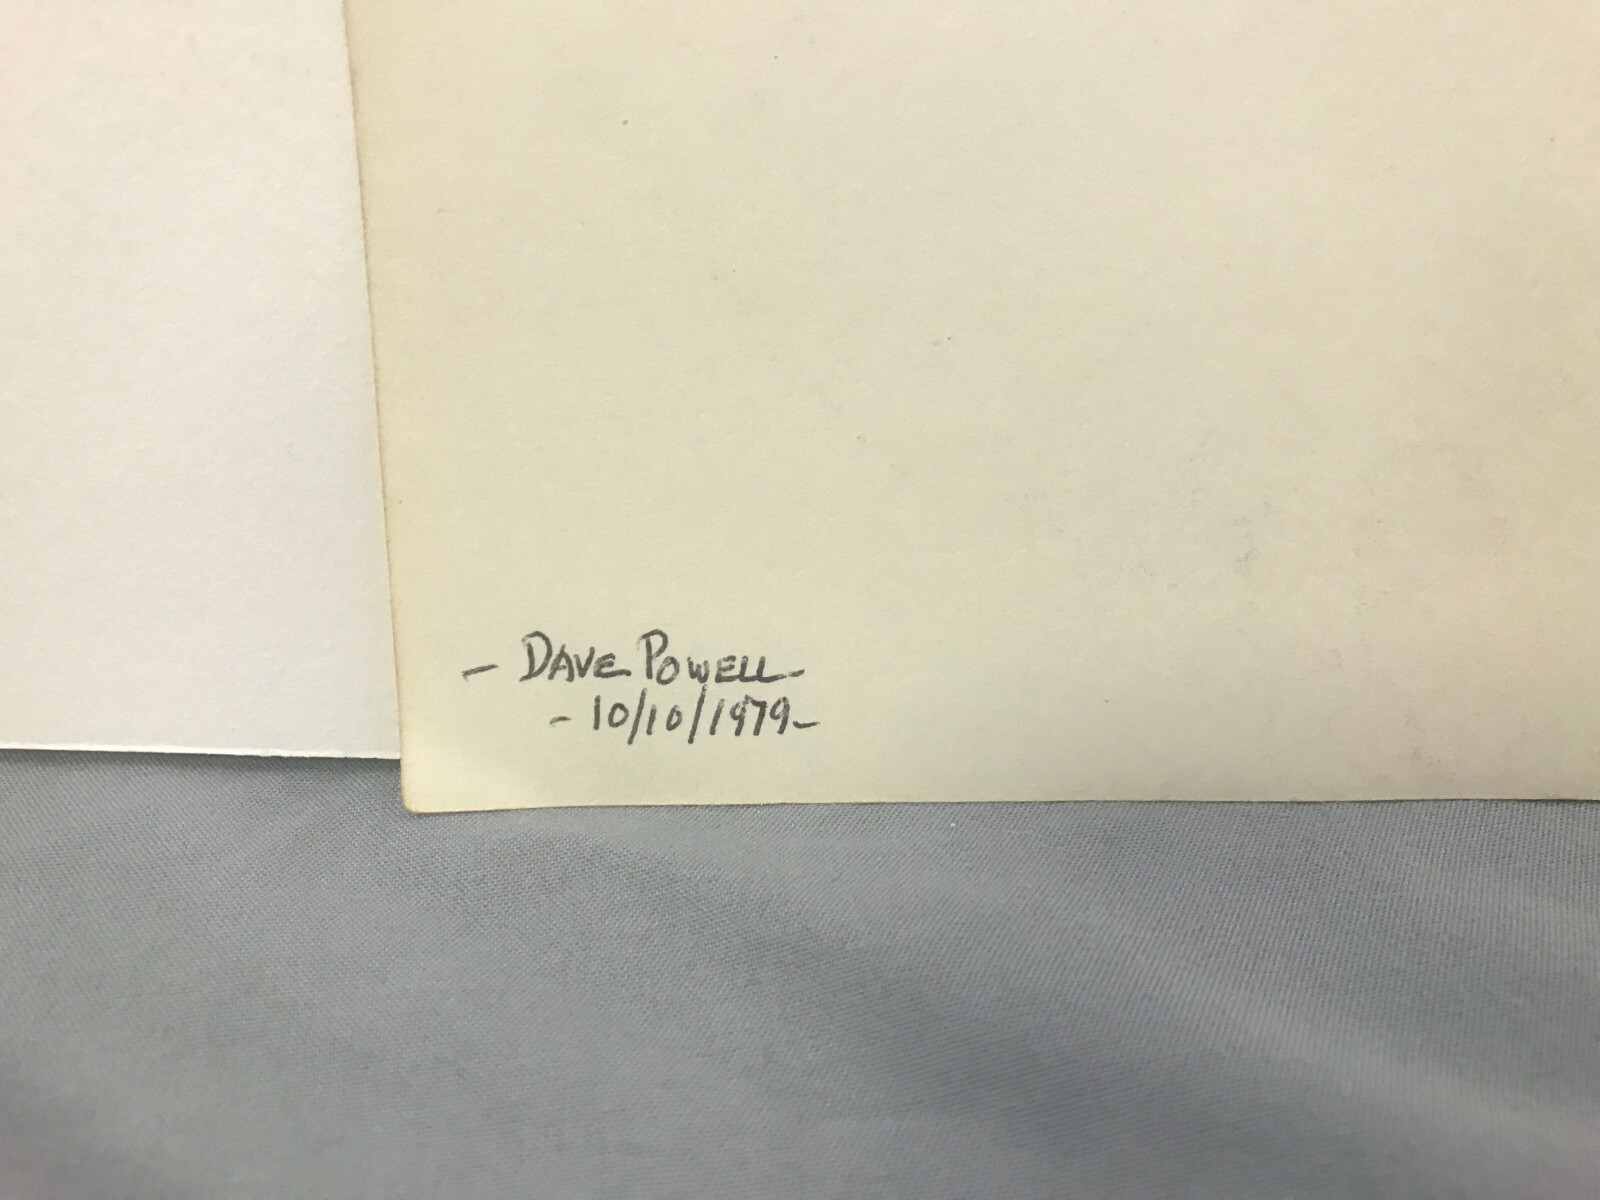 - DAVE POWELL-
- 10/10/1979-